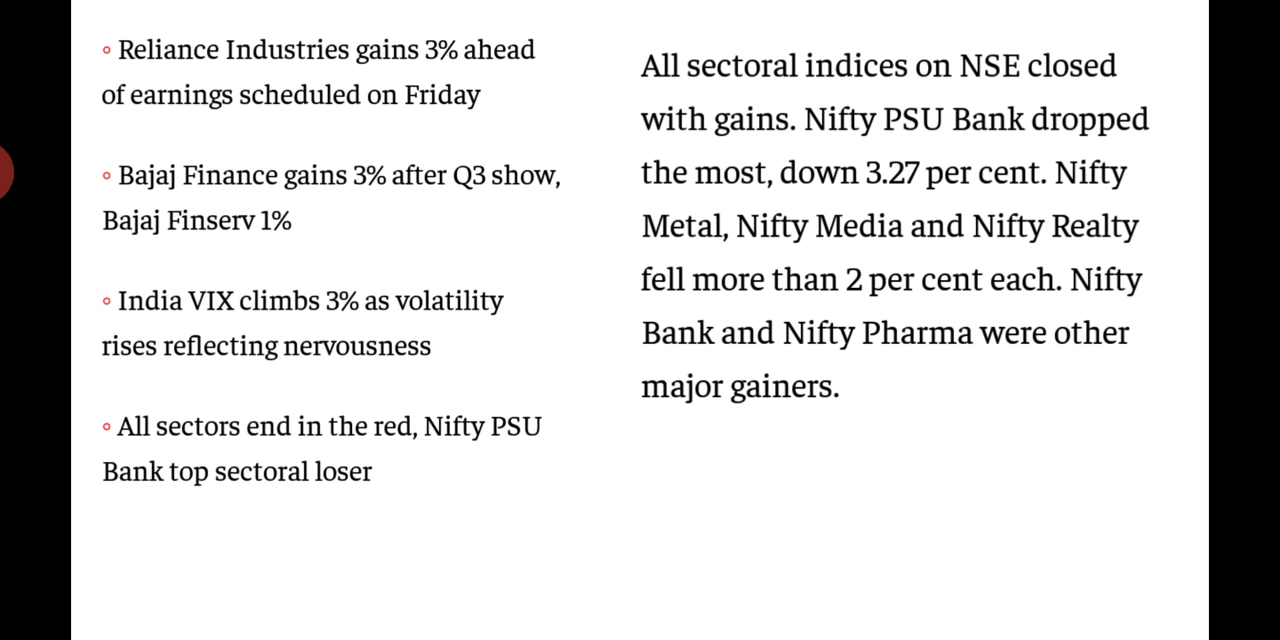 ◦ Reliance Industries gains 3% ahead
of earnings scheduled on Friday
◦ Bajaj Finance gains 3% after Q3 show,
Bajaj Finserv 1%
◦ India VIX climbs 3% as volatility
rises reflecting nervousness
◦ All sectors end in the red, Nifty PSU
Bank top sectoral loser
All sectoral indices on NSE closed
with gains. Nifty PSU Bank dropped
the most, down 3.27 per cent. Nifty
Metal, Nifty Media and Nifty Realty
fell more than 2 per cent each. Nifty
Bank and Nifty Pharma were other
major gainers.